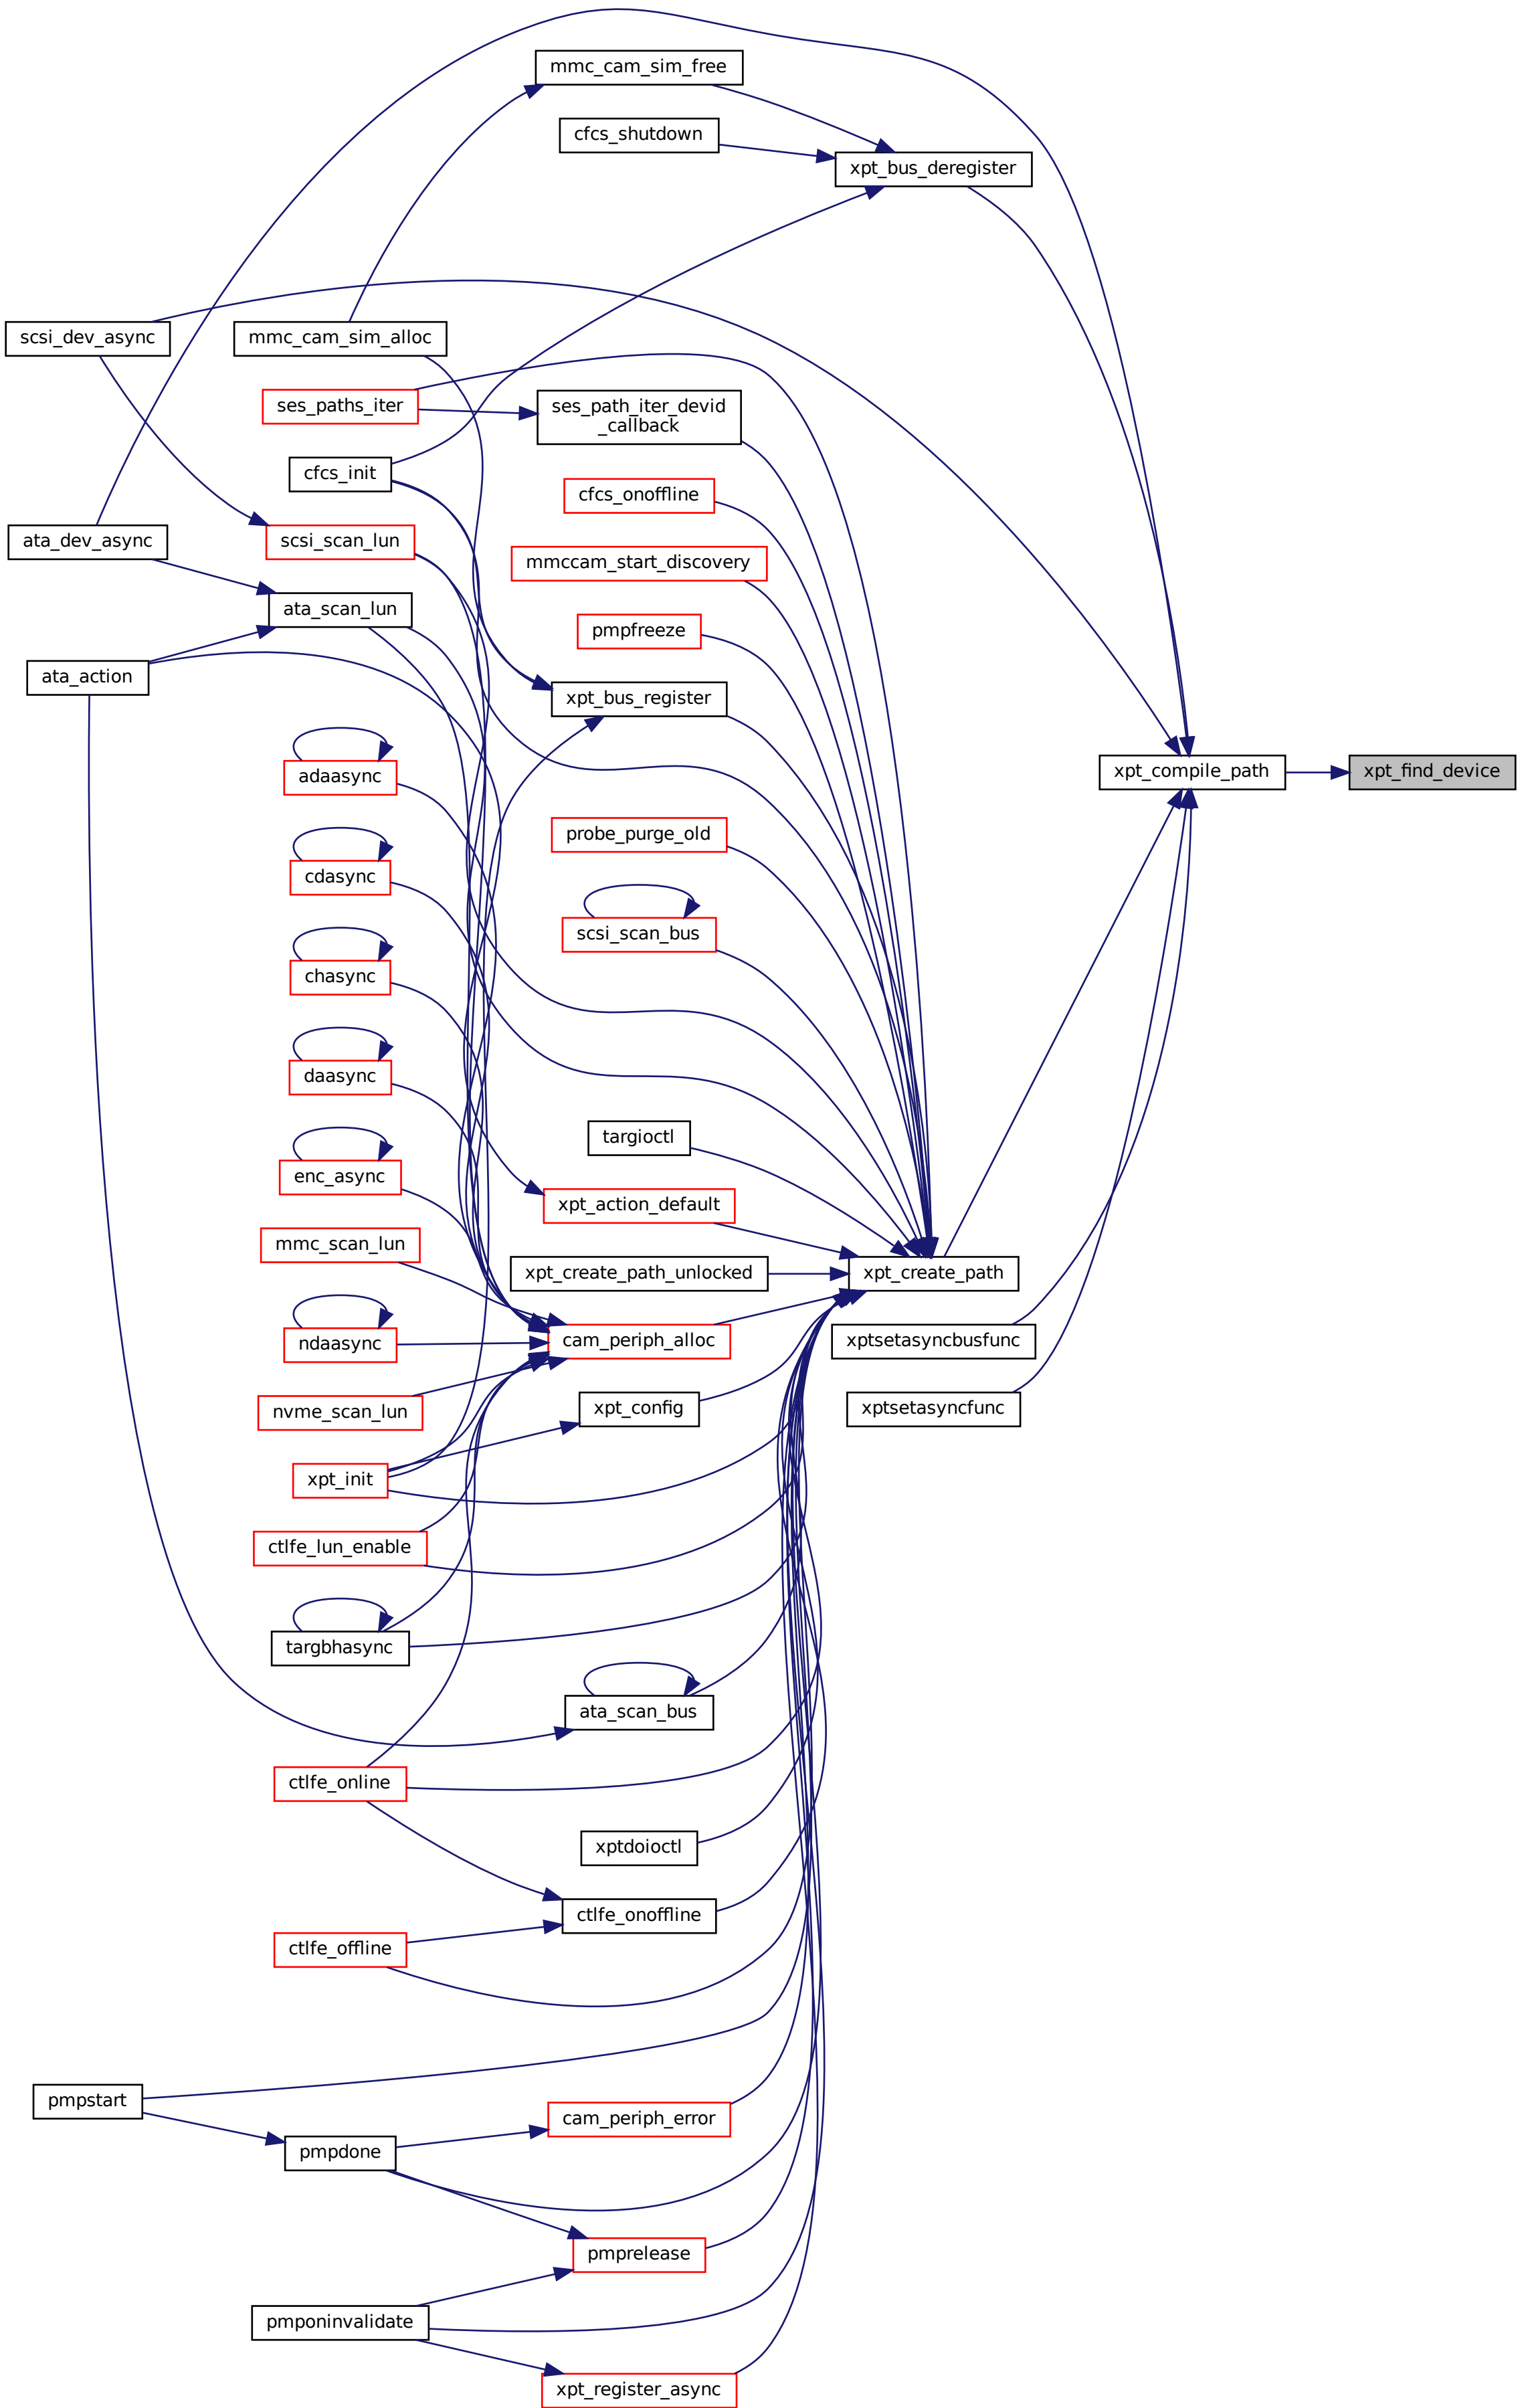 mmc_cam_sim_free
cfcs_shutdown
xpt_bus_deregister
scsi_dev_async
mmc_cam_sim_alloc
ses_paths_iter
ses_path_iter_devid
_callback
cfcs_init
cfcs_onoffline
ata_dev_async
scsi_scan_lun
mmccam_start_discovery
ata_scan_lun
pmpfreeze
ata_action
xpt_bus_register
adaasync
xpt_compile_path
xpt_find_device
probe_purge_old
cdasync
scsi_scan_bus
chasync
daasync
targioctl
enc_async
xpt_action_default
mmc_scan_lun
xpt_create_path_unlocked
xpt_create_path
ndaasync
cam_periph_alloc
xptsetasyncbusfunc
nvme_scan_lun
xpt_config
xptsetasyncfunc
xpt_init
ctlfe_lun_enable
targbhasync
ata_scan_bus
ctlfe_online
xptdoioctl
ctlfe_onoffline
ctlfe_offline
pmpstart
cam_periph_error
pmpdone
pmprelease
pmponinvalidate
xpt_register_async